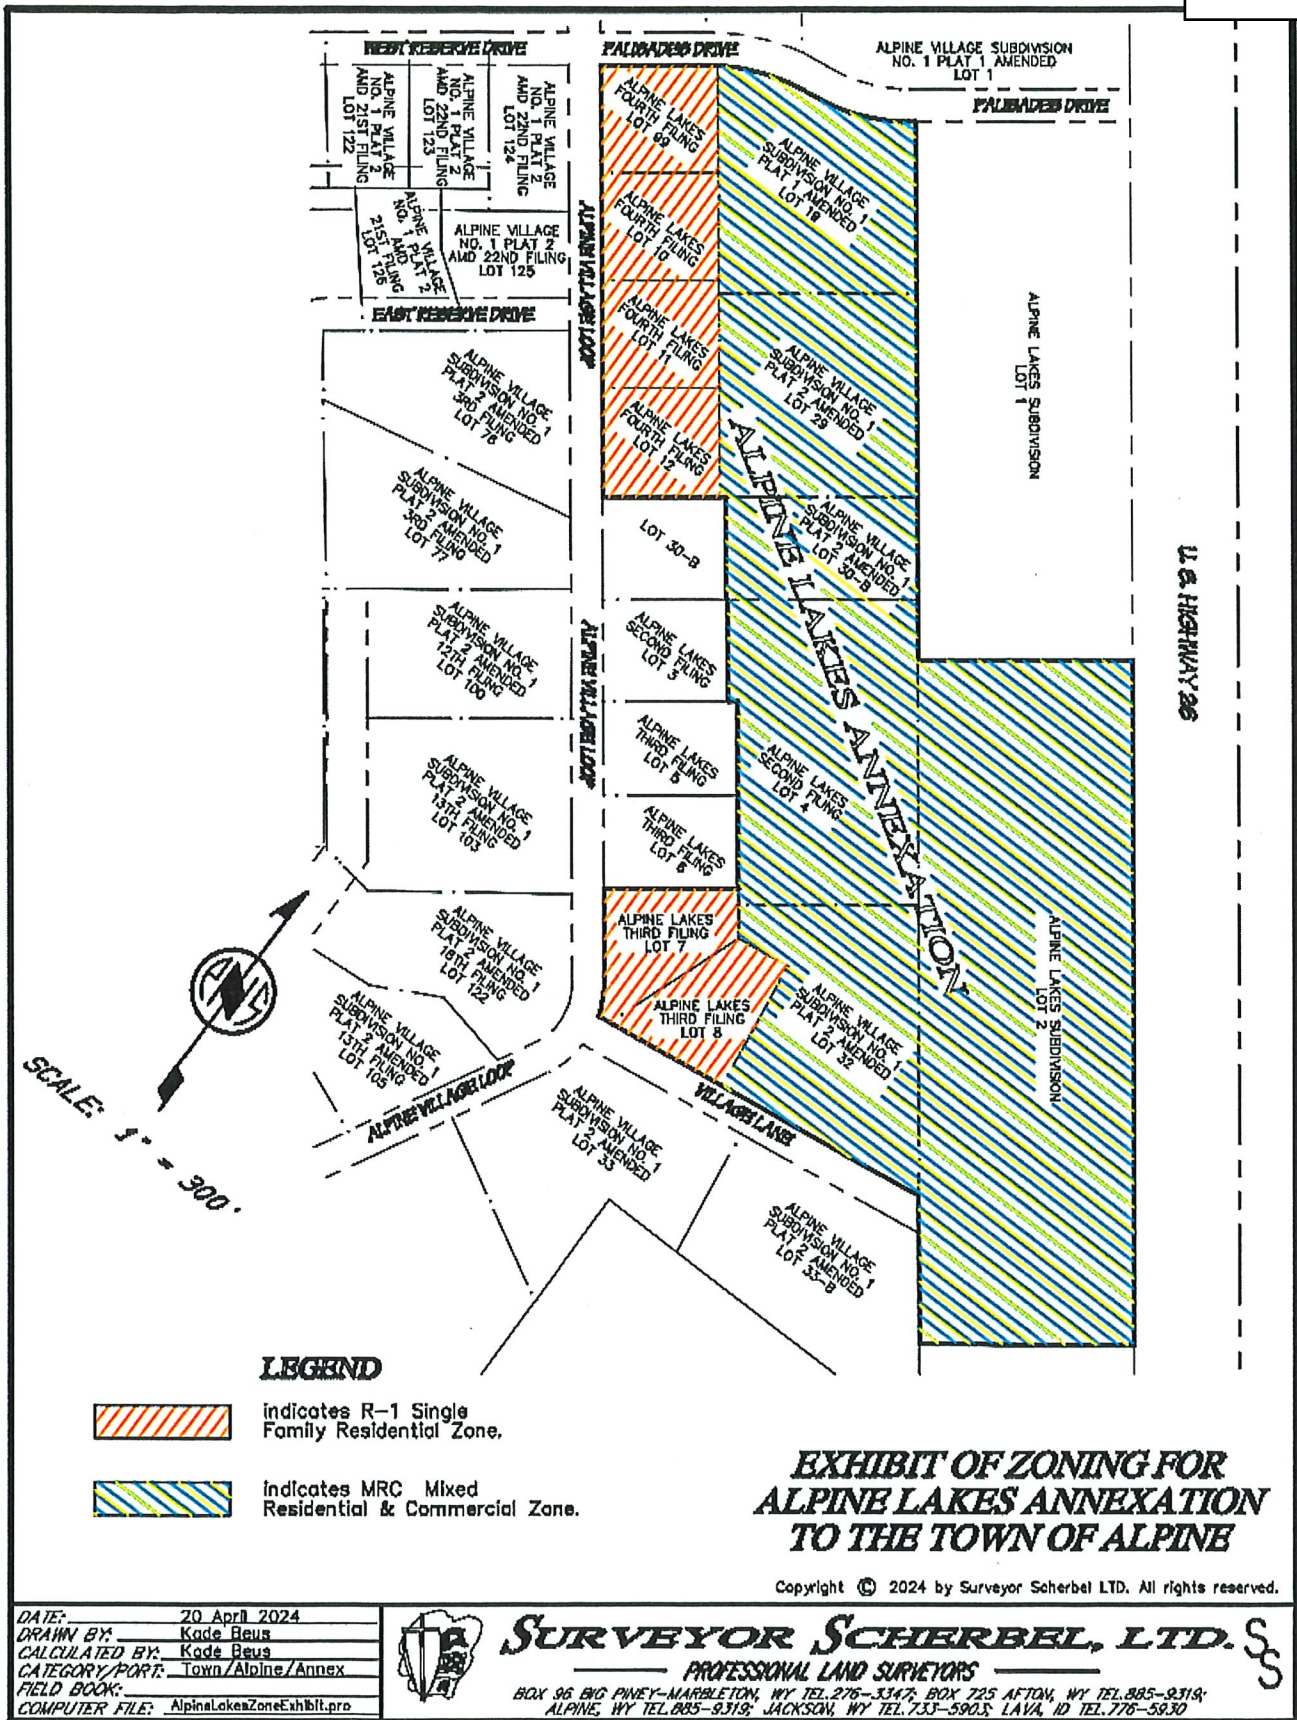 WEST RESERVE DRIVE
PALISADES DRIVE
ALPINE VILLAGE SUBDIVISION
NO. 1 PLAT 1 AMENDED
LOT 1
PALISADES DRIVE
ALPINE VILLAGE
NO. 1 PLAT 2
AMD 21ST FILING
LOT 122
ALPINE VILLAGE
NO. 1 PLAT 2
AMD 22ND FILING
LOT 123
ALPINE VILLAGE
NO. 1 PLAT 2
AMD 22ND FILING
LOT 124
ALPINE LAKES
FOURTH FILING
LOT 99
ALPINE VILLAGE
SUBDIVISION NO. 1
PLAT 1 AMENDED
LOT 18
ALPINE VILLAGE
NO. 1 PLAT 2
AMD
21ST FILING
LOT 126
ALPINE VILLAGE
NO. 1 PLAT 2
AMD 22ND FILING
LOT 125
ALPINE VILLAGE LOOP
ALPINE LAKES
FOURTH FILING
LOT 10
EAST RESERVE DRIVE
ALPINE LAKES
FOURTH FILING
LOT 11
ALPINE LAKES SUBDIVISION
LOT 1
ALPINE VILLAGE
SUBDIVISION NO. 1
PLAT 2 AMENDED
3RD FILING
LOT 76
ALPINE VILLAGE
SUBDIVISION NO. 1
PLAT 2 AMENDED
LOT 29
ALPINE LAKES
FOURTH FILING
LOT 12
ALPINE LAKES ANNEXATION
ALPINE VILLAGE
SUBDIVISION NO. 1
PLAT 2 AMENDED
3RD FILING
LOT 77
LOT 30-B
ALPINE VILLAGE
SUBDIVISION NO. 1
PLAT 2 AMENDED
LOT 30-B
U.S. HIGHWAY 26
ALPINE VILLAGE
SUBDIVISION NO. 1
PLAT 2 AMENDED
12TH FILING
LOT 100
ALPINE VILLAGE LOOP
ALPINE LAKES
SECOND FILING
LOT 3
ALPINE VILLAGE
SUBDIVISION NO. 1
PLAT 2 AMENDED
13TH FILING
LOT 103
ALPINE LAKES
THIRD FILING
LOT 5
ALPINE LAKES
SECOND FILING
LOT 4
ALPINE LAKES
THIRD FILING
LOT 6
ALPINE VILLAGE
SUBDIVISION NO. 1
PLAT 2 AMENDED
18TH FILING
LOT 122
ALPINE LAKES
THIRD FILING
LOT 7
ALPINE LAKES SUBDIVISION
LOT 2
ALPINE VILLAGE
SUBDIVISION NO. 1
PLAT 2 AMENDED
13TH FILING
LOT 105
ALPINE LAKES
THIRD FILING
LOT 8
ALPINE VILLAGE
SUBDIVISION NO. 1
PLAT 2 AMENDED
LOT 32
SCALE: 1" = 300'
ALPINE VILLAGE LOOP
VILLAGE LANE
ALPINE VILLAGE
SUBDIVISION NO. 1
PLAT 2 AMENDED
LOT 33
ALPINE VILLAGE
SUBDIVISION NO. 1
PLAT 2 AMENDED
LOT 33-B
LEGEND
indicates R-1 Single
Family Residential Zone.
indicates MRC Mixed
Residential & Commercial Zone.
EXHIBIT OF ZONING FOR
ALPINE LAKES ANNEXATION
TO THE TOWN OF ALPINE
Copyright © 2024 by Surveyor Scherbel LTD. All rights reserved.
DATE: 20 April 2024
DRAWN BY: Kade Beus
CALCULATED BY: Kade Beus
CATEGORY/PORT: Town/Alpine/Annex
FIELD BOOK:
COMPUTER FILE: AlpineLakesZoneExhibit.pro
SURVEYOR SCHERBEL, LTD.
PROFESSIONAL LAND SURVEYORS
BOX 96 BIG PINEY-MARBLETON, WY TEL.276-3347; BOX 725 AFTON, WY TEL.885-9319;
ALPINE, WY TEL.885-9319; JACKSON, WY TEL.733-5903; LAVA, ID TEL.776-5930
SS